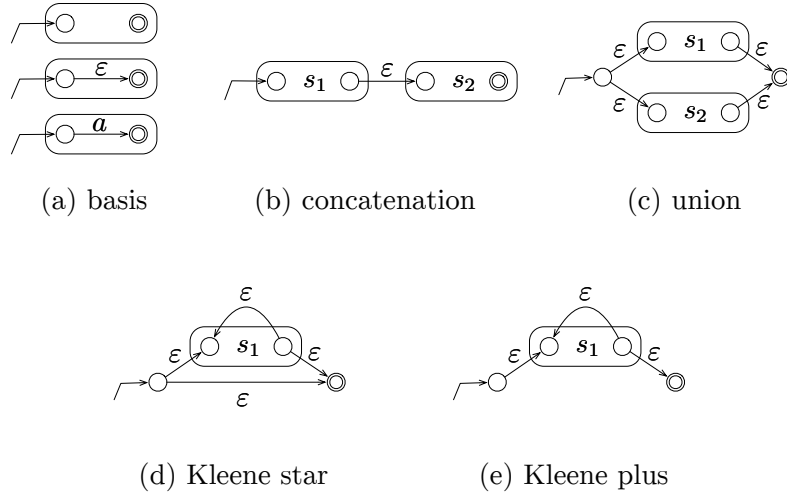 ε
a
s₁ ε s₂
ε s₁ ε
ε s₂ ε
(a) basis (b) concatenation (c) union
ε ε
ε s₁ ε ε s₁ ε
ε
(d) Kleene star (e) Kleene plus